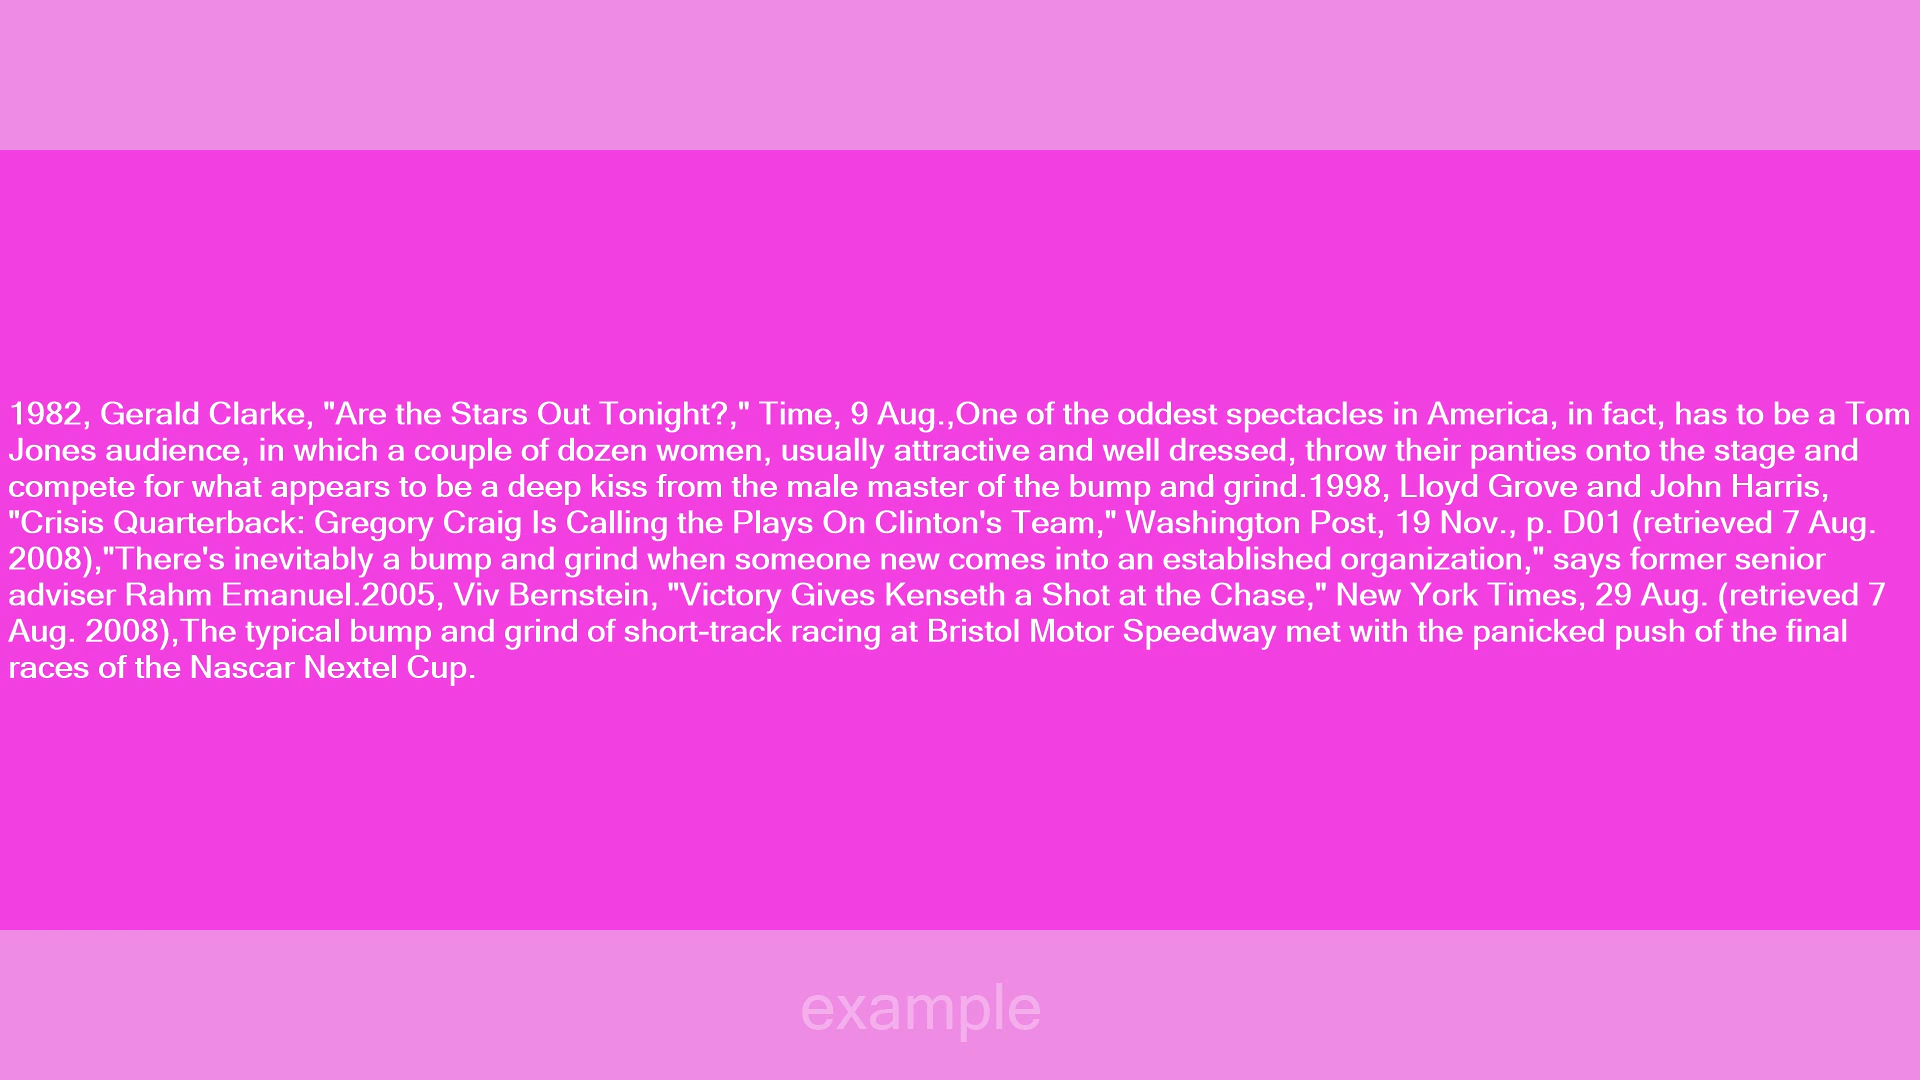 1982, Gerald Clarke, "Are the Stars Out Tonight?," Time, 9 Aug.,One of the oddest spectacles in America, in fact, has to be a Tom
Jones audience, in which a couple of dozen women, usually attractive and well dressed, throw their panties onto the stage and
compete for what appears to be a deep kiss from the male master of the bump and grind.1998, Lloyd Grove and John Harris,
"Crisis Quarterback: Gregory Craig Is Calling the Plays On Clinton's Team," Washington Post, 19 Nov., p. D01 (retrieved 7 Aug.
2008),"There's inevitably a bump and grind when someone new comes into an established organization," says former senior
adviser Rahm Emanuel.2005, Viv Bernstein, "Victory Gives Kenseth a Shot at the Chase," New York Times, 29 Aug. (retrieved 7
Aug. 2008),The typical bump and grind of short-track racing at Bristol Motor Speedway met with the panicked push of the final
races of the Nascar Nextel Cup.
example